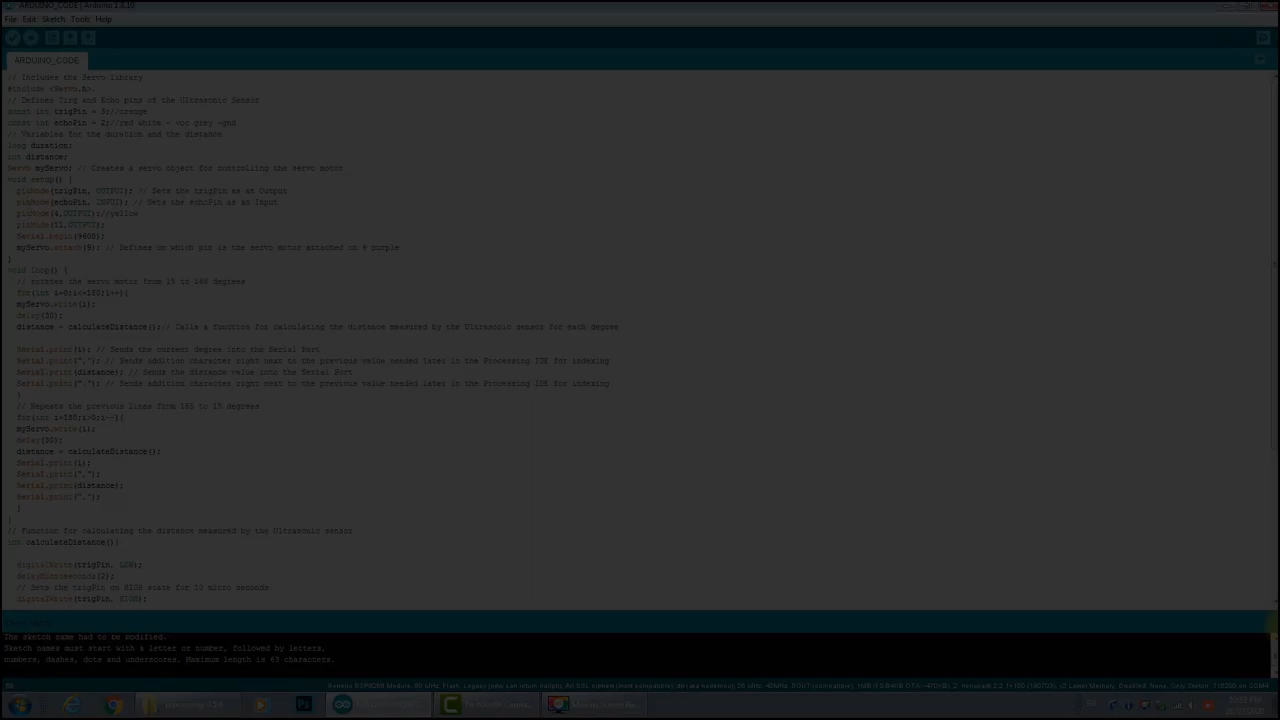 ARDUINO_CODE | Arduino 1.8.10
File Edit Sketch Tools Help
ARDUINO_CODE
// Includes the Servo library
#include <Servo.h>.
// Defines Tirg and Echo pins of the Ultrasonic Sensor
const int trigPin = 3;//orange
const int echoPin = 2;//red white - vcc grey -gnd
// Variables for the duration and the distance
long duration;
int distance;
Servo myServo; // Creates a servo object for controlling the servo motor
void setup() {
pinMode(trigPin, OUTPUT); // Sets the trigPin as an Output
pinMode(echoPin, INPUT); // Sets the echoPin as an Input
pinMode(4,OUTPUT);//yellow
pinMode(11,OUTPUT);
Serial.begin(9600);
myServo.attach(9); // Defines on which pin is the servo motor attached on 9 purple
}
void loop() {
// rotates the servo motor from 15 to 165 degrees
for(int i=0;i<=180;i++){
myServo.write(i);
delay(30);
distance = calculateDistance();// Calls a function for calculating the distance measured by the Ultrasonic sensor for each degree
Serial.print(i); // Sends the current degree into the Serial Port
Serial.print(","); // Sends addition character right next to the previous value needed later in the Processing IDE for indexing
Serial.print(distance); // Sends the distance value into the Serial Port
Serial.print("."); // Sends addition character right next to the previous value needed later in the Processing IDE for indexing
}
// Repeats the previous lines from 165 to 15 degrees
for(int i=180;i>0;i--){
myServo.write(i);
delay(30);
distance = calculateDistance();
Serial.print(i);
Serial.print(",");
Serial.print(distance);
Serial.print(".");
}
}
// Function for calculating the distance measured by the Ultrasonic sensor
int calculateDistance(){
digitalWrite(trigPin, LOW);
delayMicroseconds(2);
// Sets the trigPin on HIGH state for 10 micro seconds
digitalWrite(trigPin, HIGH);
The sketch name had to be modified.
Sketch names must start with a letter or number, followed by letters,
numbers, dashes, dots and underscores. Maximum length is 63 characters.